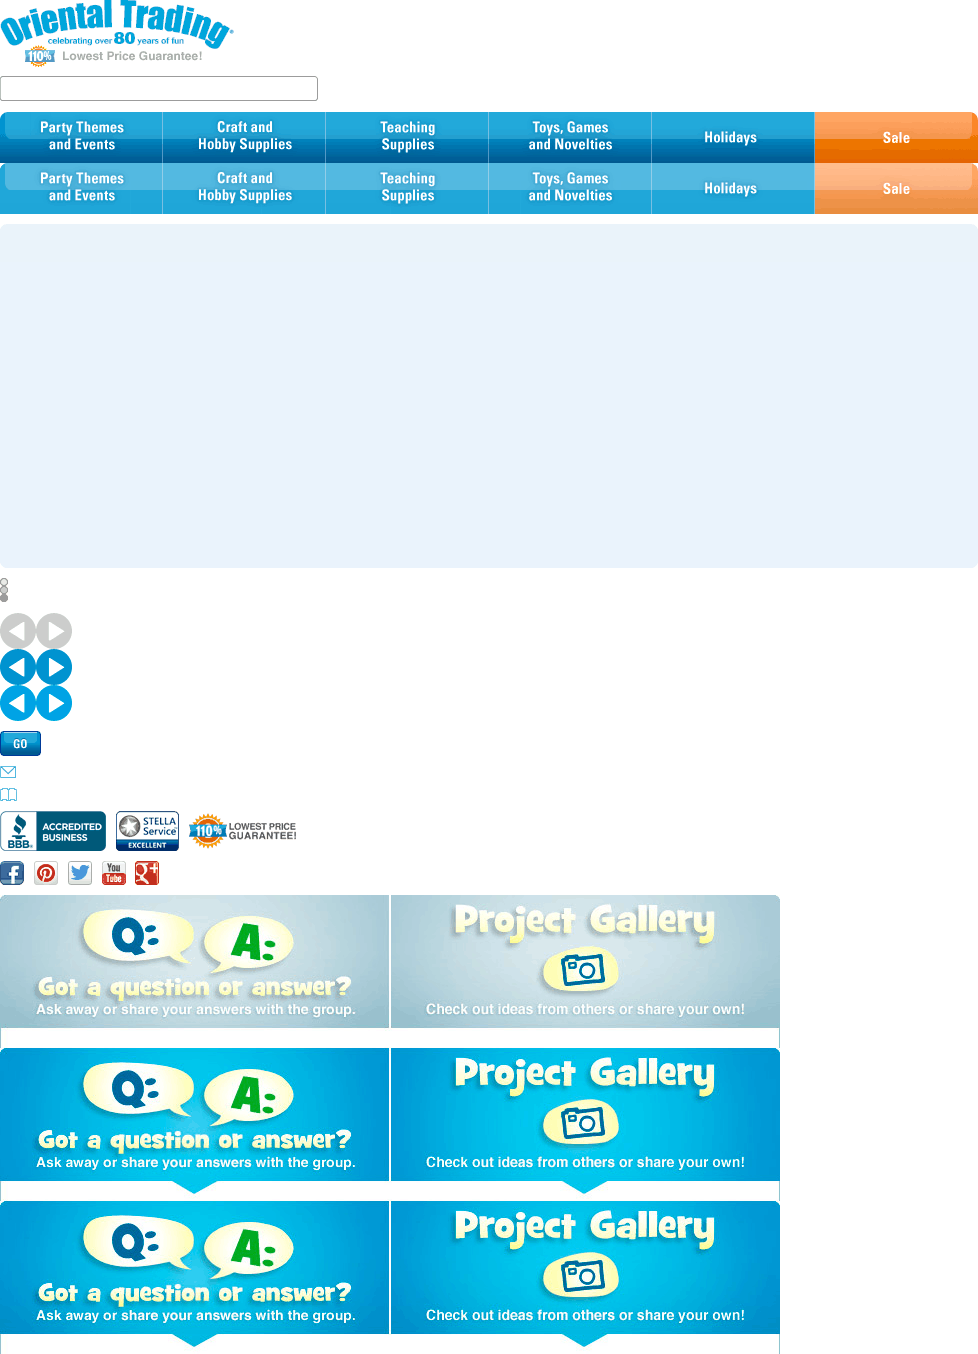 Oriental Trading
celebrating over 80 years of fun
110% Lowest Price Guarantee!
Party Themes and Events
Craft and Hobby Supplies
Teaching Supplies
Toys, Games and Novelties
Holidays
Sale
Party Themes and Events
Craft and Hobby Supplies
Teaching Supplies
Toys, Games and Novelties
Holidays
Sale
GO
BBB. ACCREDITED BUSINESS
STELLA Service EXCELLENT
110% LOWEST PRICE GUARANTEE!
f
You Tube
g+
Q: A:
Got a question or answer?
Ask away or share your answers with the group.
Project Gallery
Check out ideas from others or share your own!
Q: A:
Got a question or answer?
Ask away or share your answers with the group.
Project Gallery
Check out ideas from others or share your own!
Q: A:
Got a question or answer?
Ask away or share your answers with the group.
Project Gallery
Check out ideas from others or share your own!